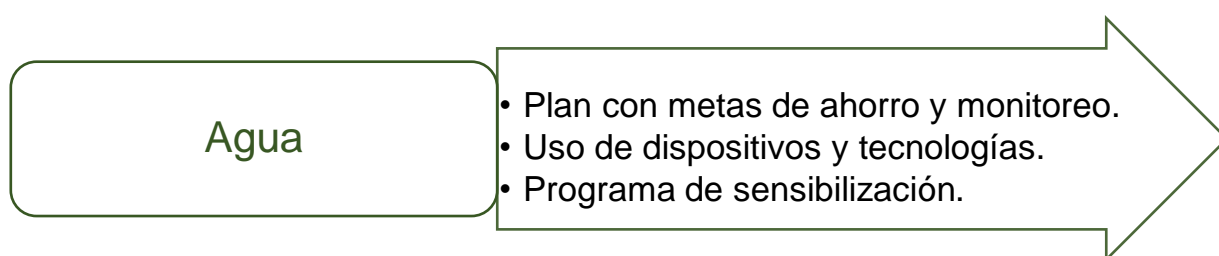 Agua
• Plan con metas de ahorro y monitoreo.
• Uso de dispositivos y tecnologías.
• Programa de sensibilización.